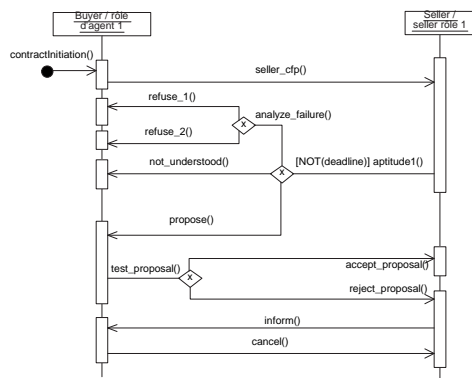 Buyer / rôle
d'agent 1
Seller /
seller rôle 1
contractInitiation()
seller_cfp()
refuse_1()
analyze_failure()
x
refuse_2()
not_understood()
x
[NOT(deadline)] aptitude1()
propose()
test_proposal()
x
accept_proposal()
reject_proposal()
inform()
cancel()